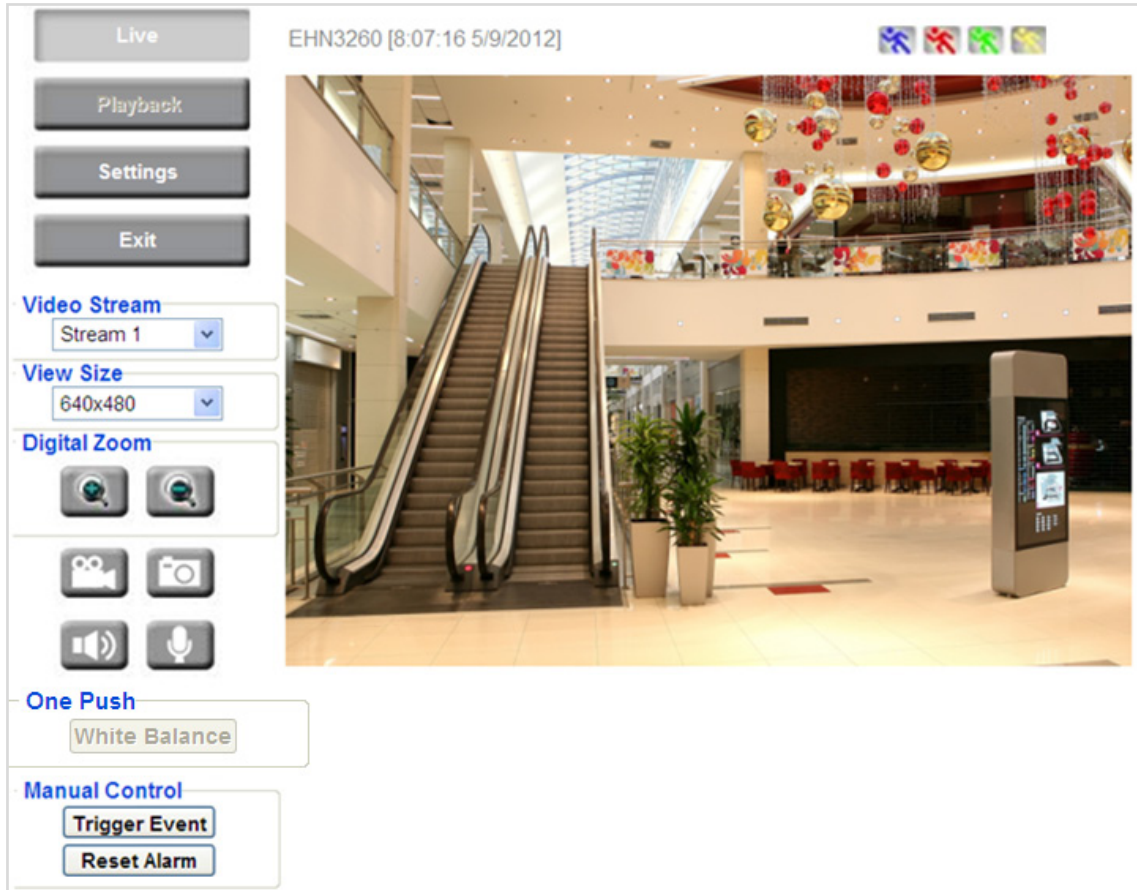 Live
EHN3260 [8:07:16 5/9/2012]
Playback
Settings
Exit
Video Stream
Stream 1
View Size
640x480
Digital Zoom
One Push
White Balance
Manual Control
Trigger Event
Reset Alarm